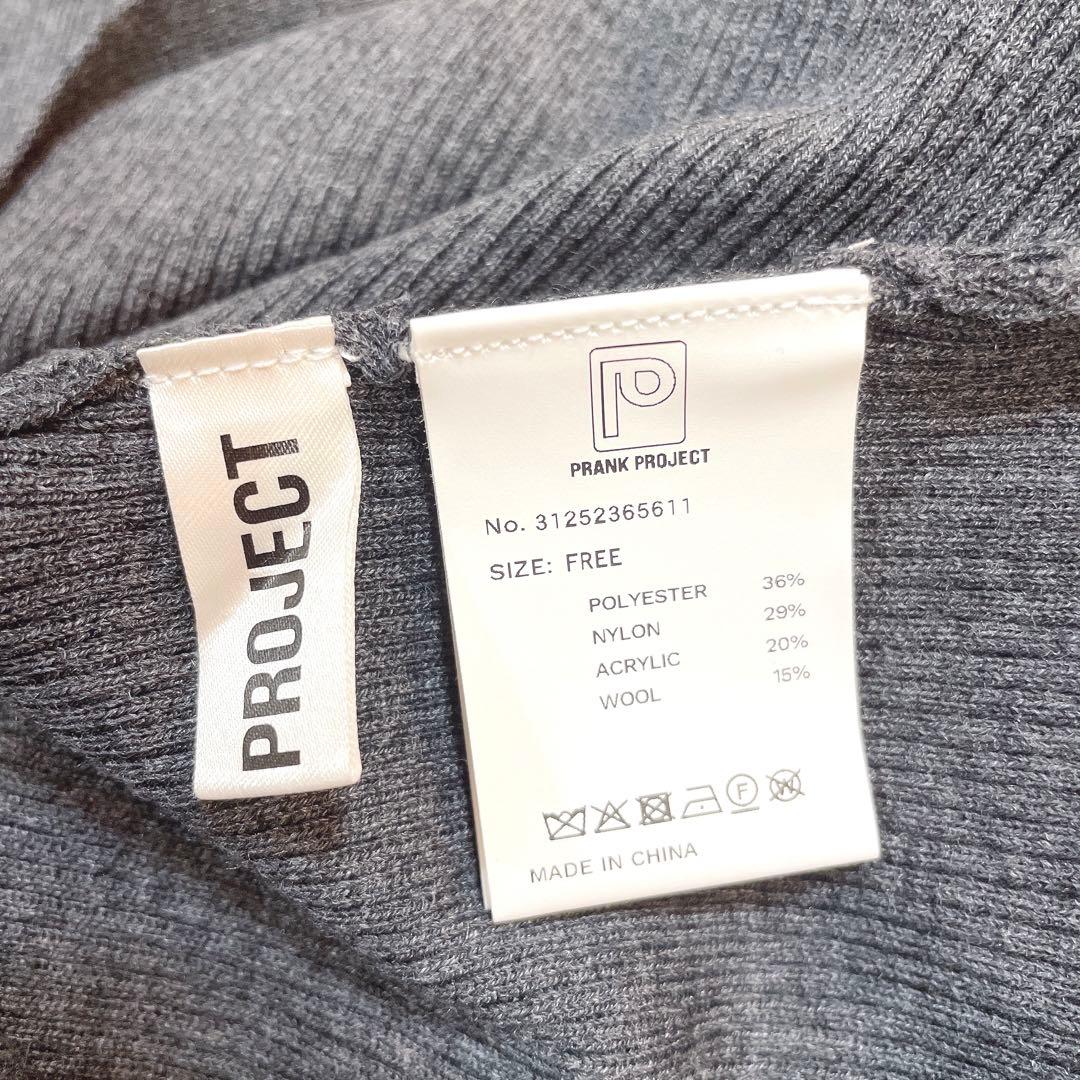 PROJECT
PRANK PROJECT
No. 31252365611
SIZE: FREE
POLYESTER 36%
NYLON 29%
ACRYLIC 20%
WOOL 15%
F W
MADE IN CHINA